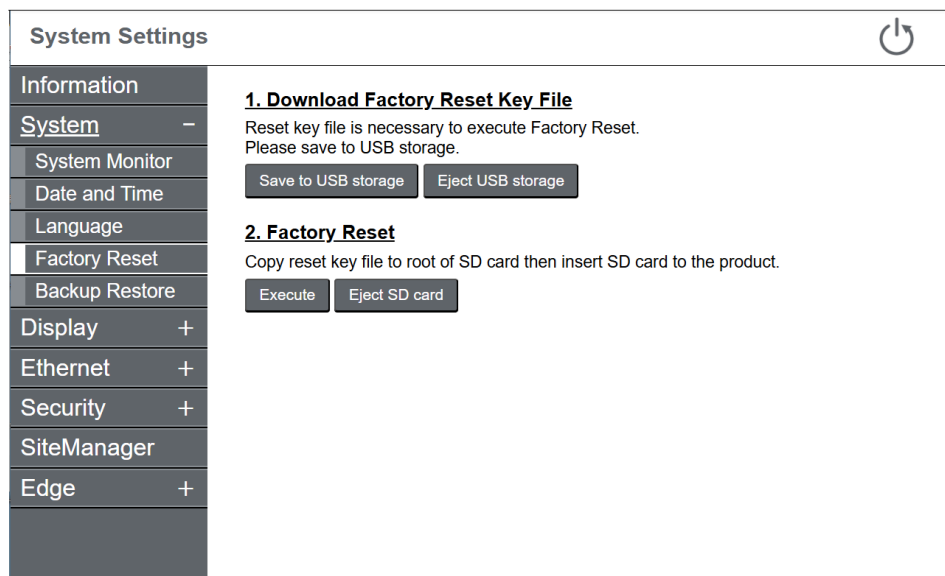 System Settings
Information
System −
System Monitor
Date and Time
Language
Factory Reset
Backup Restore
Display +
Ethernet +
Security +
SiteManager
Edge +
1. Download Factory Reset Key File
Reset key file is necessary to execute Factory Reset.
Please save to USB storage.
Save to USB storage Eject USB storage
2. Factory Reset
Copy reset key file to root of SD card then insert SD card to the product.
Execute Eject SD card